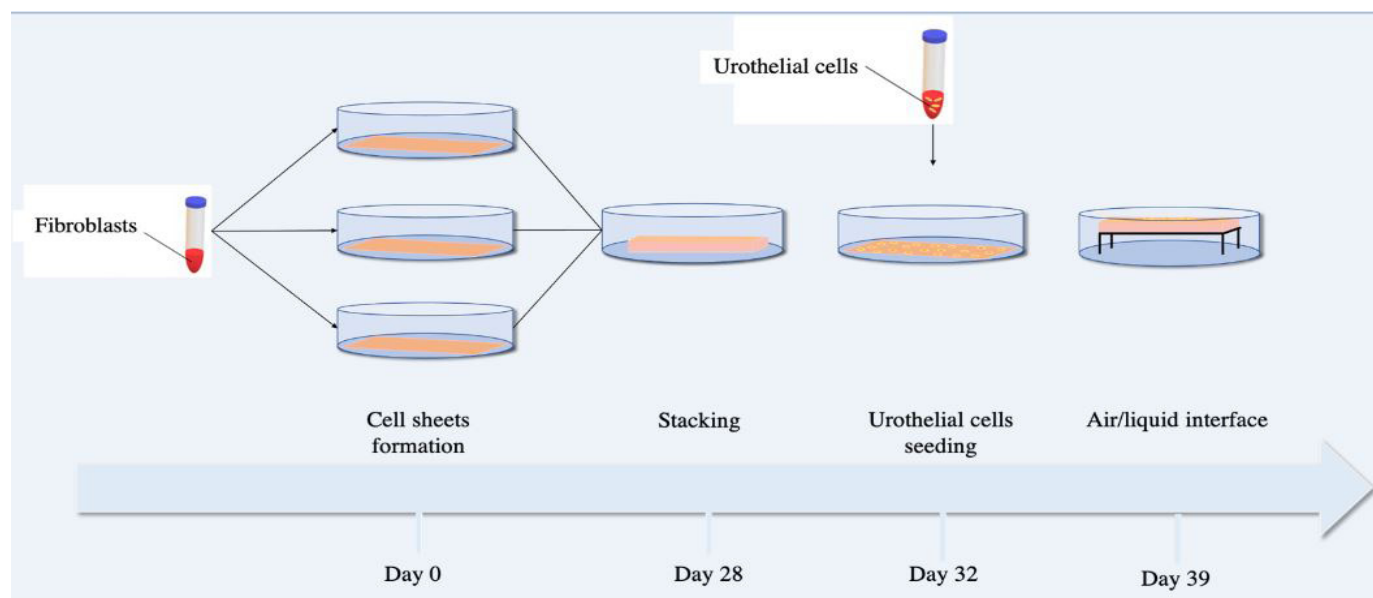 Urothelial cells
Fibroblasts
Cell sheets
formation
Stacking
Urothelial cells
seeding
Air/liquid interface
Day 0
Day 28
Day 32
Day 39